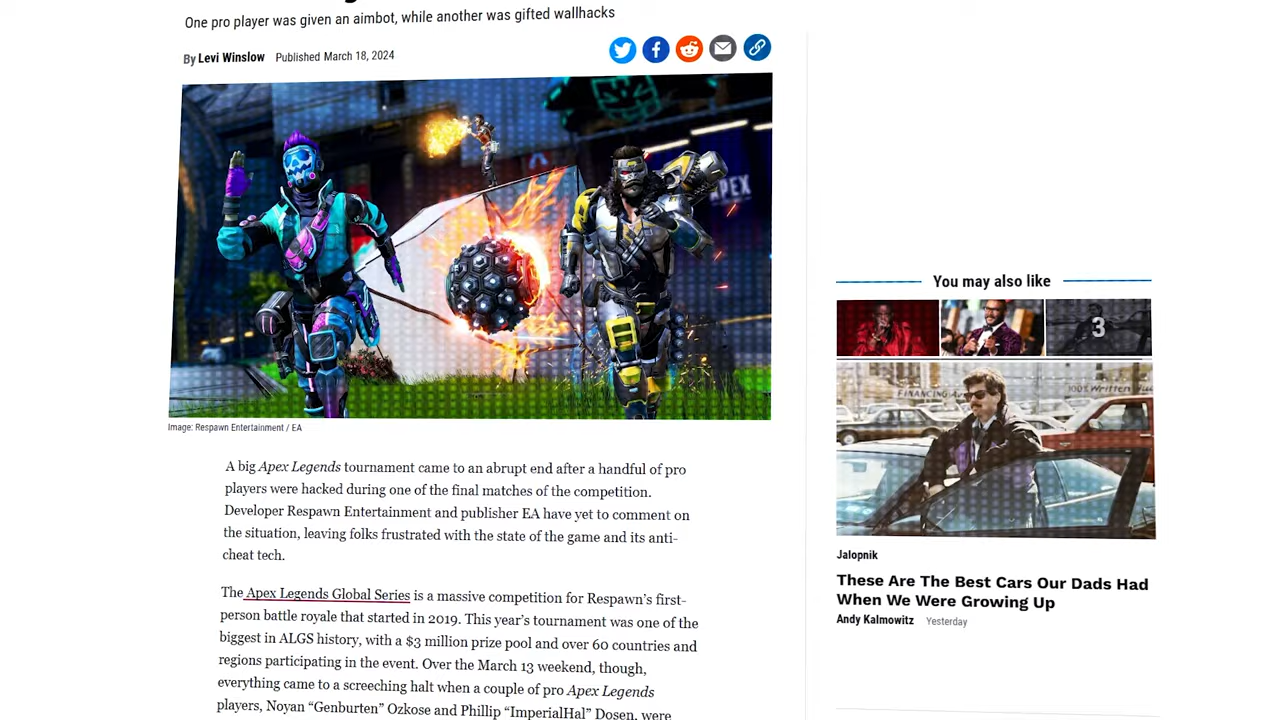 One pro player was given an aimbot, while another was gifted wallhacks
By Levi Winslow Published March 18, 2024
APEX
Image: Respawn Entertainment / EA
A big Apex Legends tournament came to an abrupt end after a handful of pro
players were hacked during one of the final matches of the competition.
Developer Respawn Entertainment and publisher EA have yet to comment on
the situation, leaving folks frustrated with the state of the game and its anti-
cheat tech.
The Apex Legends Global Series is a massive competition for Respawn’s first-
person battle royale that started in 2019. This year’s tournament was one of the
biggest in ALGS history, with a $3 million prize pool and over 60 countries and
regions participating in the event. Over the March 13 weekend, though,
everything came to a screeching halt when a couple of pro Apex Legends
players, Noyan “Genburten” Ozkose and Phillip “ImperialHal” Dosen, were
You may also like
3
FINANCING
100% Written
Jalopnik
These Are The Best Cars Our Dads Had
When We Were Growing Up
Andy Kalmowitz Yesterday